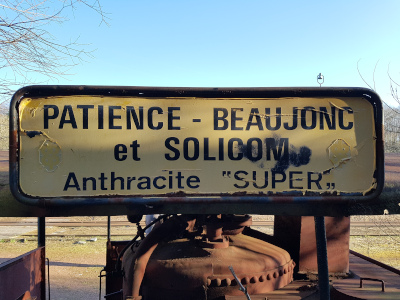 PATIENCE - BEAUJONC
et SOLICOM
Anthracite "SUPER„